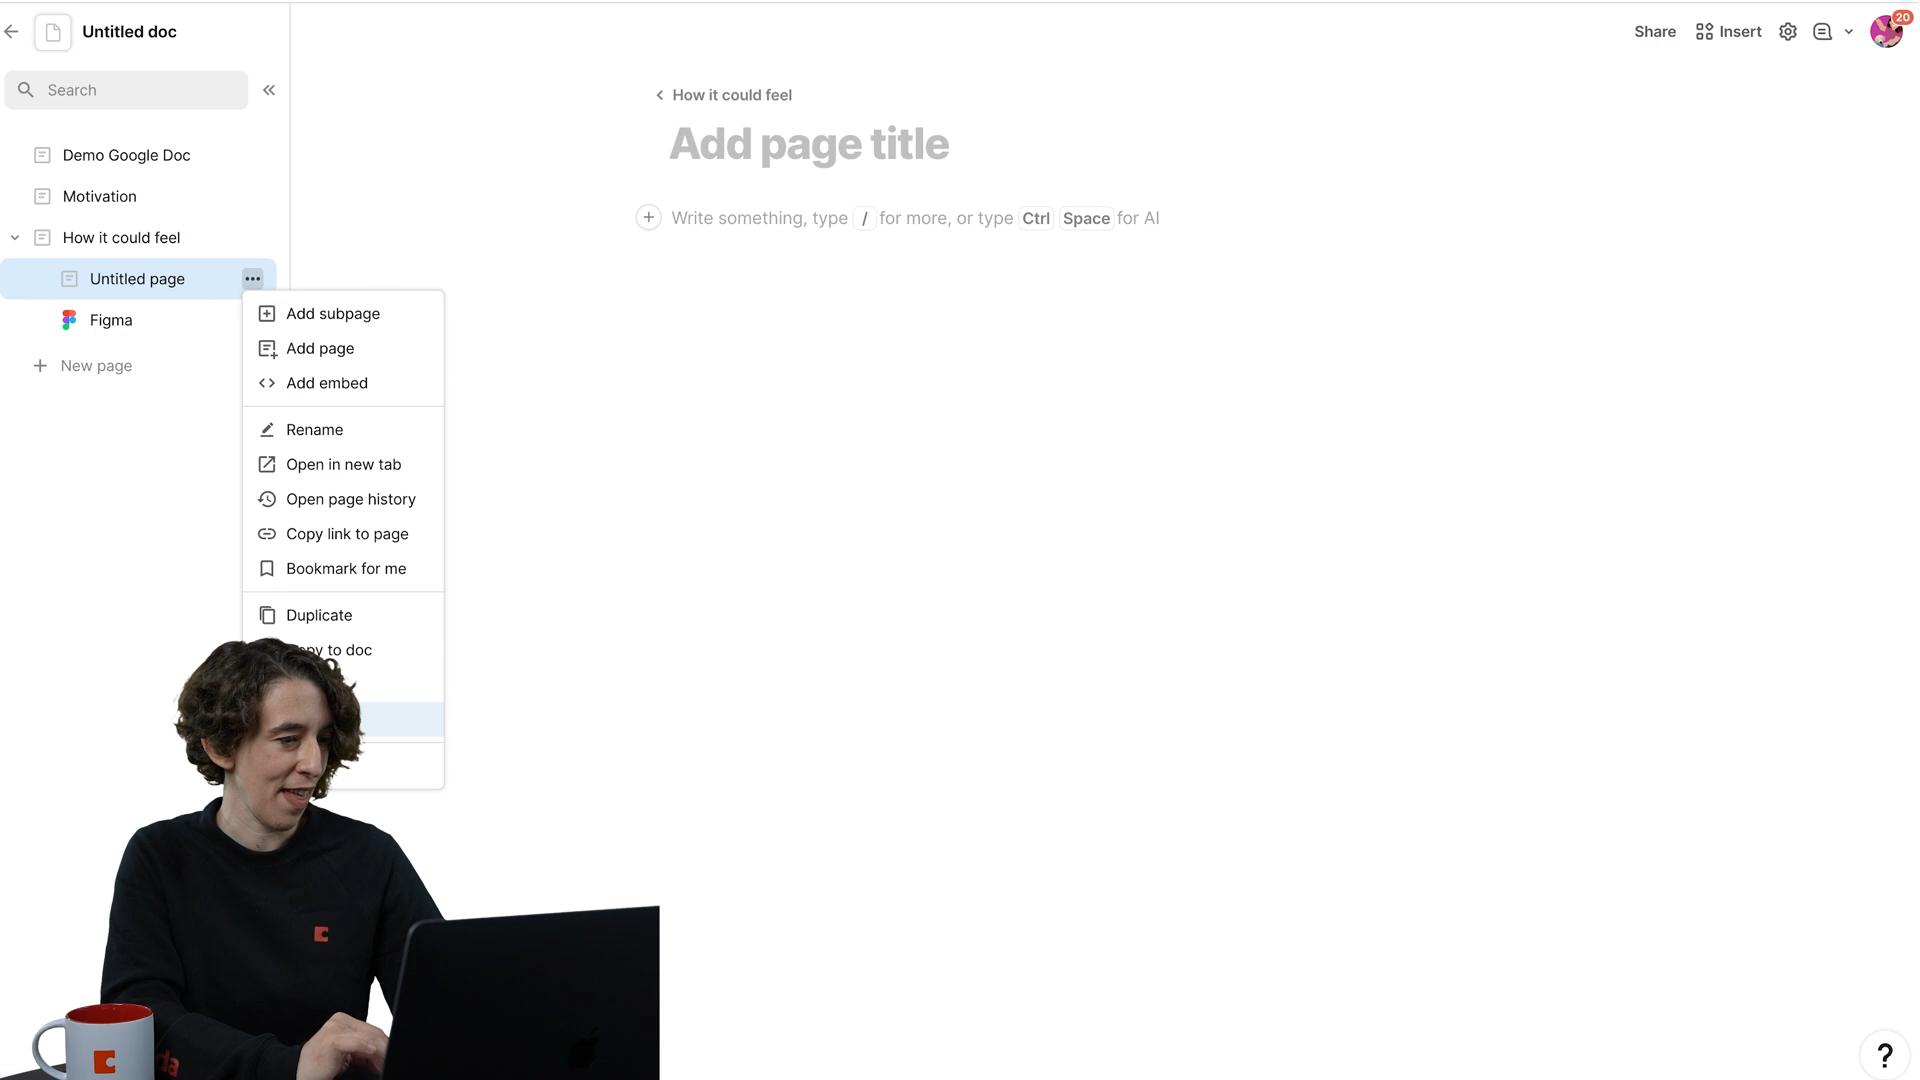 Untitled doc
Share
Insert
20
Search
How it could feel
Add page title
Demo Google Doc
Motivation
How it could feel
Write something, type / for more, or type Ctrl Space for AI
Untitled page
Figma
New page
Add subpage
Add page
Add embed
Rename
Open in new tab
Open page history
Copy link to page
Bookmark for me
Duplicate
to doc
?